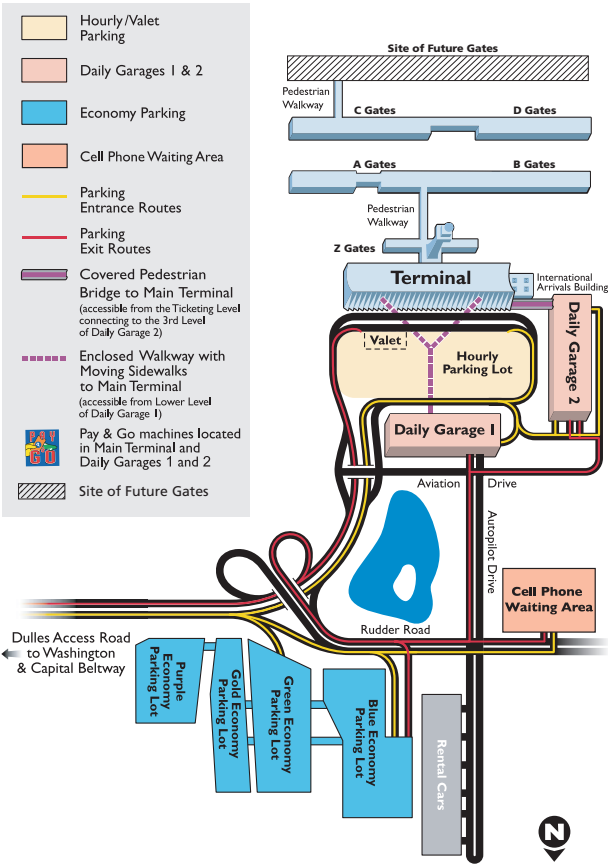 Hourly/Valet
Parking
Daily Garages 1 & 2
Economy Parking
Cell Phone Waiting Area
Parking
Entrance Routes
Parking
Exit Routes
Covered Pedestrian
Bridge to Main Terminal
(accessible from the Ticketing Level
connecting to the 3rd Level
of Daily Garage 2)
Enclosed Walkway with
Moving Sidewalks
to Main Terminal
(accessible from Lower Level
of Daily Garage 1)
PAY
&
GO
Pay & Go machines located
in Main Terminal and
Daily Garages 1 and 2
Site of Future Gates
Site of Future Gates
Pedestrian
Walkway
C Gates
D Gates
A Gates
B Gates
Pedestrian
Walkway
Z Gates
Terminal
International
Arrivals Building
Valet
Hourly
Parking Lot
Daily Garage 2
Daily Garage 1
Aviation Drive
Autopilot Drive
Cell Phone
Waiting Area
Rudder Road
Dulles Access Road
to Washington
& Capital Beltway
Purple
Economy
Parking Lot
Gold Economy
Parking Lot
Green Economy
Parking Lot
Blue Economy
Parking Lot
Rental Cars
N